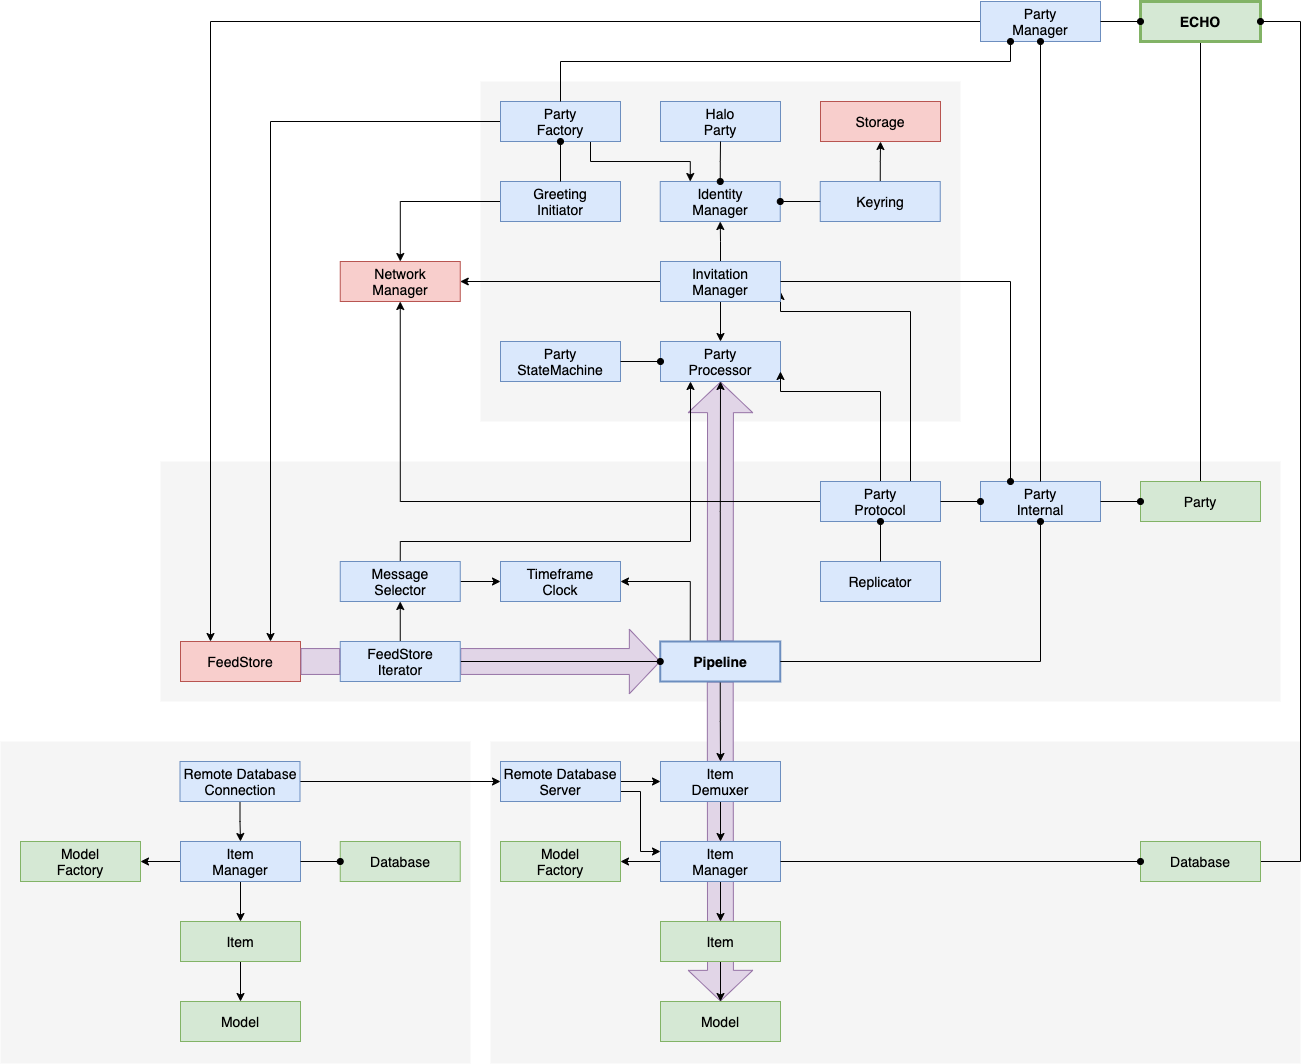 Party
Manager
ECHO
Party
Factory
Halo
Party
Storage
Greeting
Initiator
Identity
Manager
Keyring
Network
Manager
Invitation
Manager
Party
StateMachine
Party
Processor
Party
Protocol
Party
Internal
Party
Message
Selector
Timeframe
Clock
Replicator
FeedStore
FeedStore
Iterator
Pipeline
Remote Database
Connection
Remote Database
Server
Item
Demuxer
Model
Factory
Item
Manager
Database
Model
Factory
Item
Manager
Database
Item
Item
Model
Model